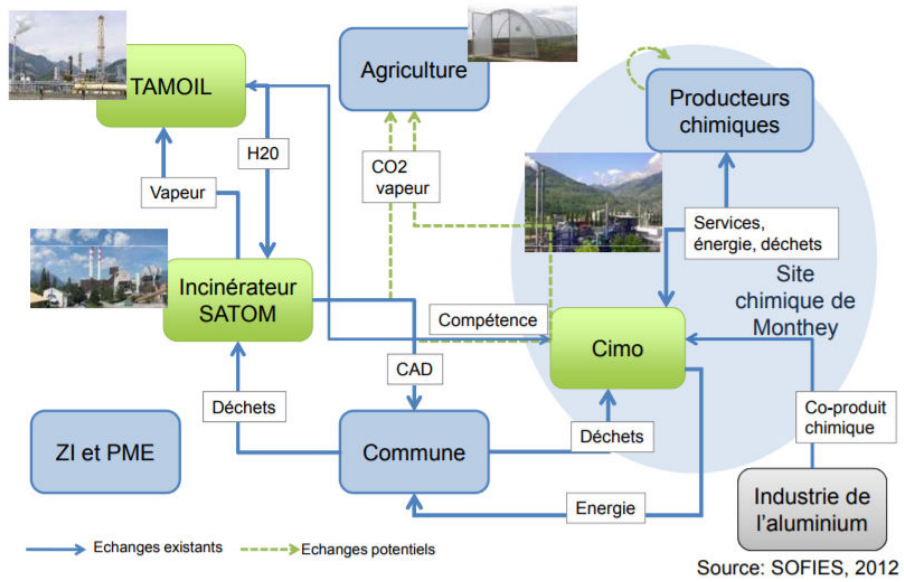 TAMOIL
Agriculture
Producteurs
chimiques
H20
CO2
vapeur
Vapeur
Services,
énergie, déchets
Incinérateur
SATOM
Site
chimique de
Monthey
Compétence
Cimo
CAD
Déchets
Co-produit
chimique
ZI et PME
Commune
Déchets
Energie
Industrie de
l'aluminium
Echanges existants
Echanges potentiels
Source: SOFIES, 2012